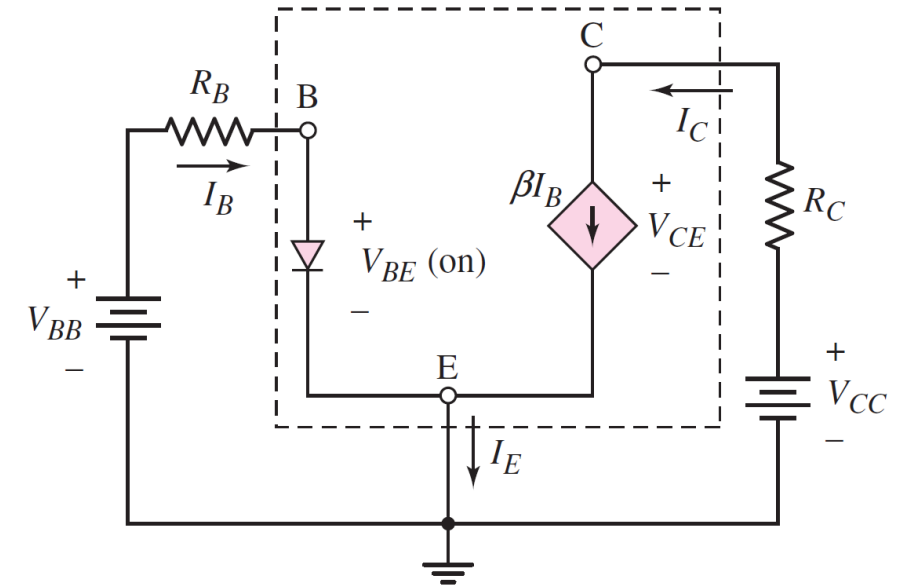 C
R_B
B
I_C
I_B
βI_B
+
V_CE
−
R_C
+
V_BE (on)
−
+
V_BB
−
E
I_E
+
V_CC
−